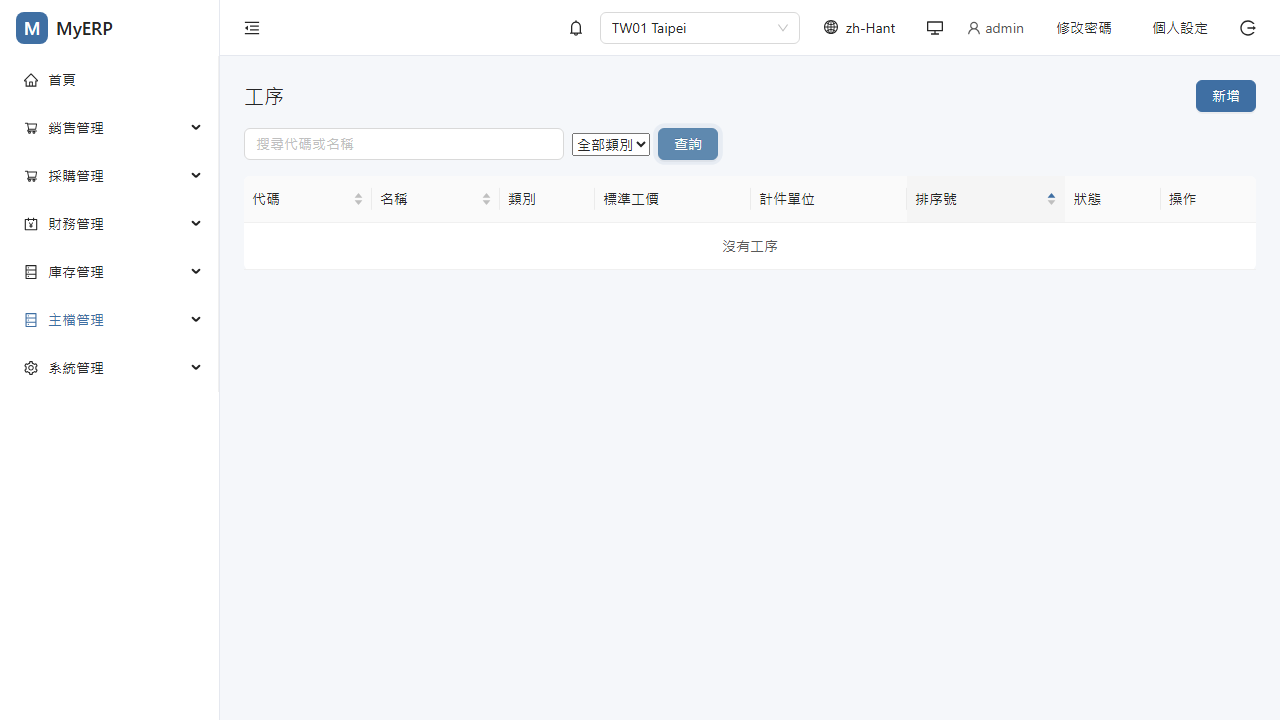 M MyERP
TW01 Taipei
zh-Hant
admin
修改密碼
個人設定
首頁
銷售管理
採購管理
財務管理
庫存管理
主檔管理
系統管理
工序
新增
搜尋代碼或名稱
全部類別
查詢
代碼
名稱
類別
標準工價
計件單位
排序號
狀態
操作
沒有工序